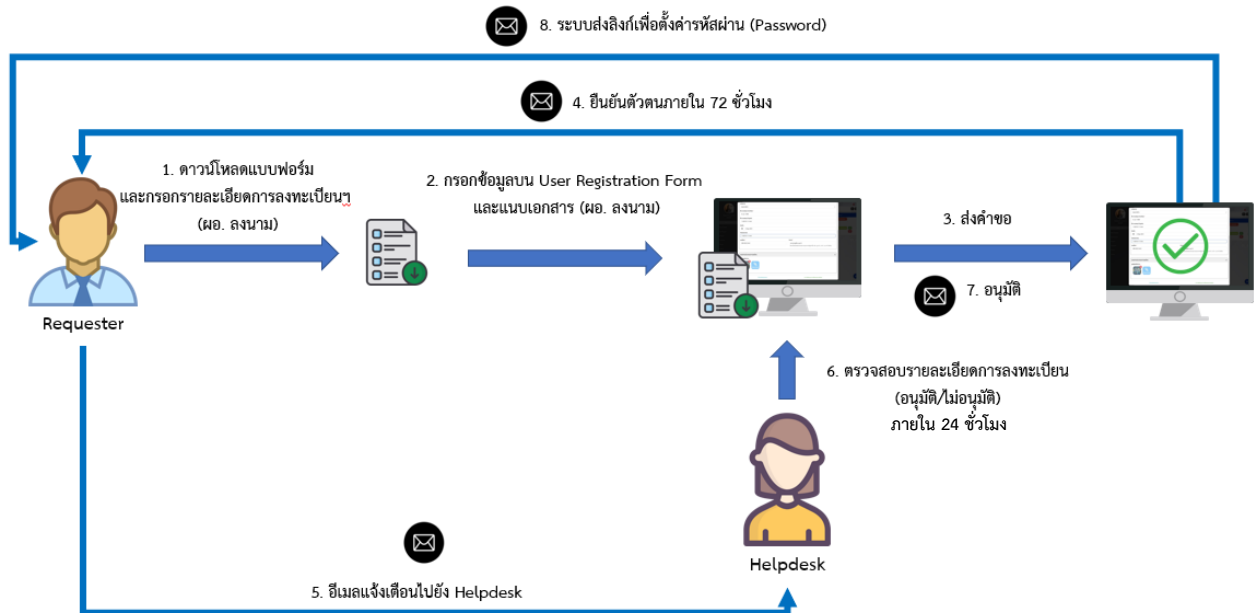 8. ระบบส่งลิงก์เพื่อตั้งค่ารหัสผ่าน (Password)
4. ยืนยันตัวตนภายใน 72 ชั่วโมง
1. ดาวน์โหลดแบบฟอร์ม
และกรอกรายละเอียดการลงทะเบียนฯ
(ผอ. ลงนาม)
2. กรอกข้อมูลบน User Registration Form
และแนบเอกสาร (ผอ. ลงนาม)
3. ส่งคำขอ
7. อนุมัติ
Requester
6. ตรวจสอบรายละเอียดการลงทะเบียน
(อนุมัติ/ไม่อนุมัติ)
ภายใน 24 ชั่วโมง
Helpdesk
5. อีเมลแจ้งเตือนไปยัง Helpdesk